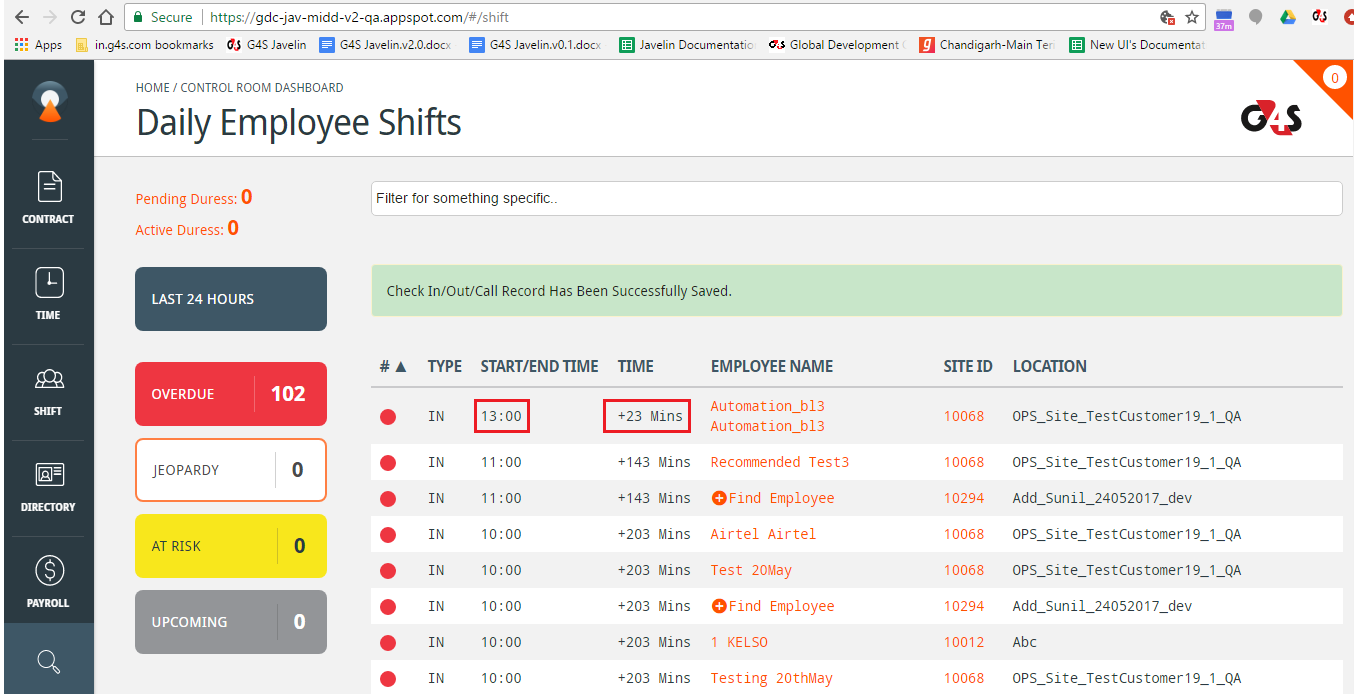 Secure https://gdc-jav-midd-v2-qa.appspot.com/#/shift
37m
Apps in.g4s.com bookmarks G4S Javelin G4S Javelin.v2.0.docx G4S Javelin.v0.1.docx Javelin Documentatio Global Development Chandigarh-Main Ten New UI's Documentat
HOME / CONTROL ROOM DASHBOARD
Daily Employee Shifts
G4S
0
CONTRACT
TIME
SHIFT
DIRECTORY
PAYROLL
Pending Duress: 0
Active Duress: 0
LAST 24 HOURS
OVERDUE 102
JEOPARDY 0
AT RISK 0
UPCOMING 0
Filter for something specific..
Check In/Out/Call Record Has Been Successfully Saved.
# ▲ TYPE START/END TIME TIME EMPLOYEE NAME SITE ID LOCATION
IN 13:00 +23 Mins Automation_bl3 10068 OPS_Site_TestCustomer19_1_QA
Automation_bl3
IN 11:00 +143 Mins Recommended Test3 10068 OPS_Site_TestCustomer19_1_QA
IN 11:00 +143 Mins Find Employee 10294 Add_Sunil_24052017_dev
IN 10:00 +203 Mins Airtel Airtel 10068 OPS_Site_TestCustomer19_1_QA
IN 10:00 +203 Mins Test 20May 10068 OPS_Site_TestCustomer19_1_QA
IN 10:00 +203 Mins Find Employee 10294 Add_Sunil_24052017_dev
IN 10:00 +203 Mins 1 KELSO 10012 Abc
IN 10:00 +203 Mins Testing 20thMay 10068 OPS_Site_TestCustomer19_1_QA